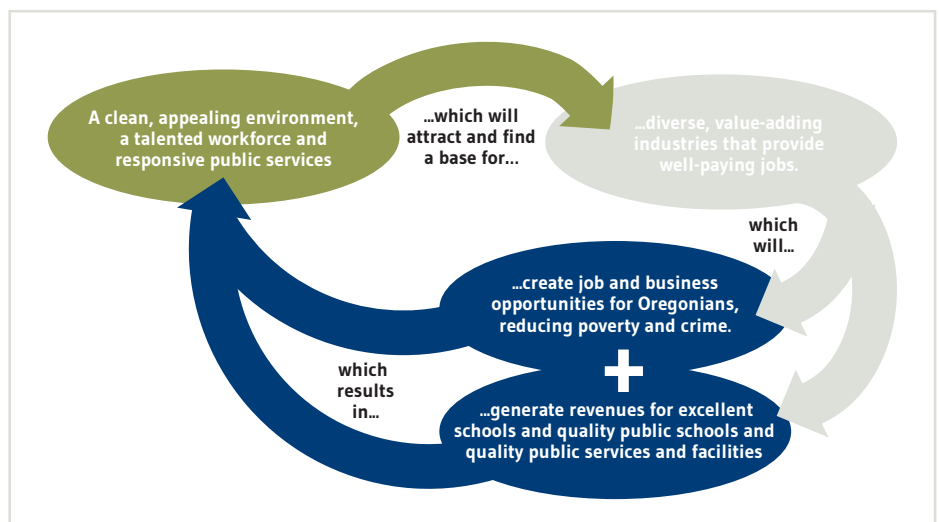 A clean, appealing environment,
a talented workforce and
responsive public services
...which will
attract and find
a base for...
...diverse, value-adding
industries that provide
well-paying jobs.
which
will...
...create job and business
opportunities for Oregonians,
reducing poverty and crime.
+
...generate revenues for excellent
schools and quality public schools and
quality public services and facilities
which
results
in...